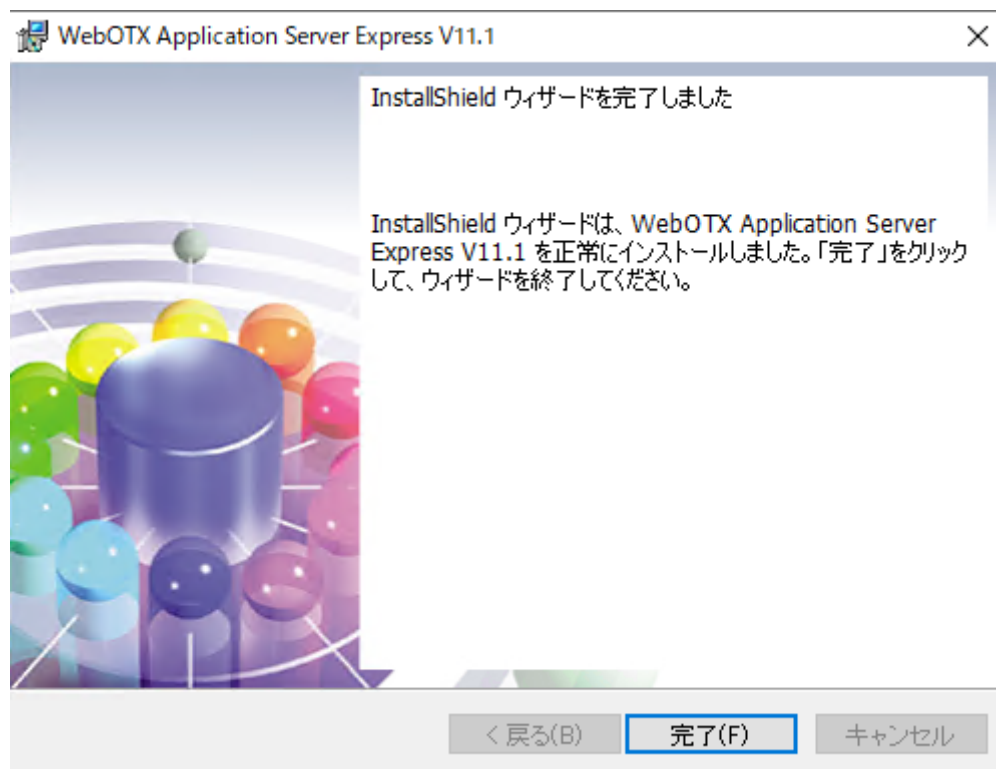 WebOTX Application Server Express V11.1
InstallShield ウィザードを完了しました
InstallShield ウィザードは、WebOTX Application Server
Express V11.1 を正常にインストールしました。「完了」をクリック
して、ウィザードを終了してください。
< 戻る(B)
完了(F)
キャンセル